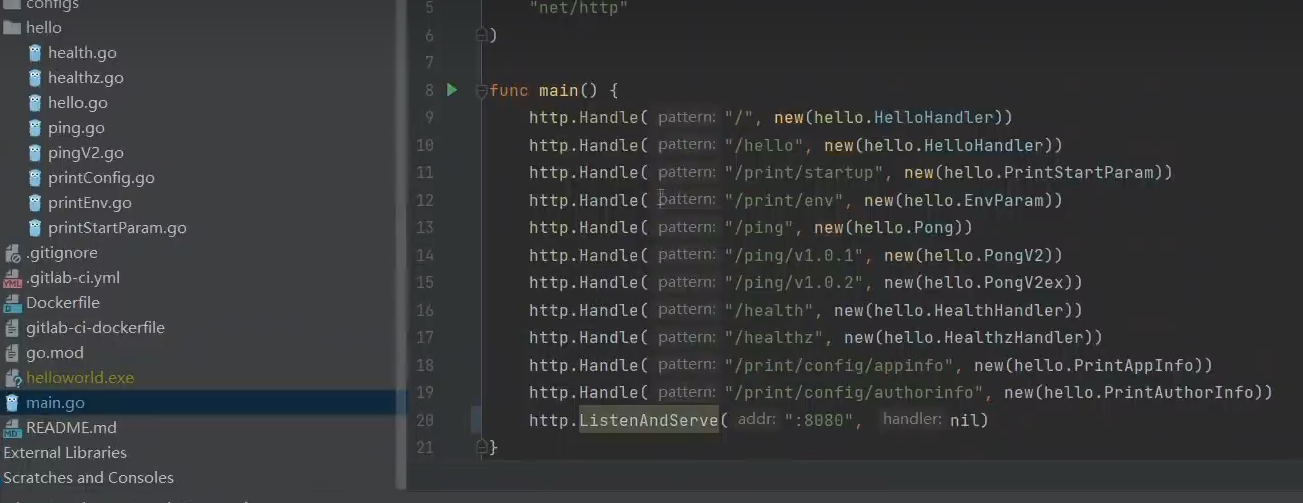 configs
hello
health.go
healthz.go
hello.go
ping.go
pingV2.go
printConfig.go
printEnv.go
printStartParam.go
.gitignore
.gitlab-ci.yml
Dockerfile
gitlab-ci-dockerfile
go.mod
helloworld.exe
main.go
README.md
External Libraries
Scratches and Consoles
5 "net/http"
6 )
7
8 func main() {
9 http.Handle( pattern: "/", new(hello.HelloHandler))
10 http.Handle( pattern: "/hello", new(hello.HelloHandler))
11 http.Handle( pattern: "/print/startup", new(hello.PrintStartParam))
12 http.Handle( pattern: "/print/env", new(hello.EnvParam))
13 http.Handle( pattern: "/ping", new(hello.Pong))
14 http.Handle( pattern: "/ping/v1.0.1", new(hello.PongV2))
15 http.Handle( pattern: "/ping/v1.0.2", new(hello.PongV2ex))
16 http.Handle( pattern: "/health", new(hello.HealthHandler))
17 http.Handle( pattern: "/healthz", new(hello.HealthzHandler))
18 http.Handle( pattern: "/print/config/appinfo", new(hello.PrintAppInfo))
19 http.Handle( pattern: "/print/config/authorinfo", new(hello.PrintAuthorInfo))
20 http.ListenAndServe( addr: ":8080", handler: nil)
21 }